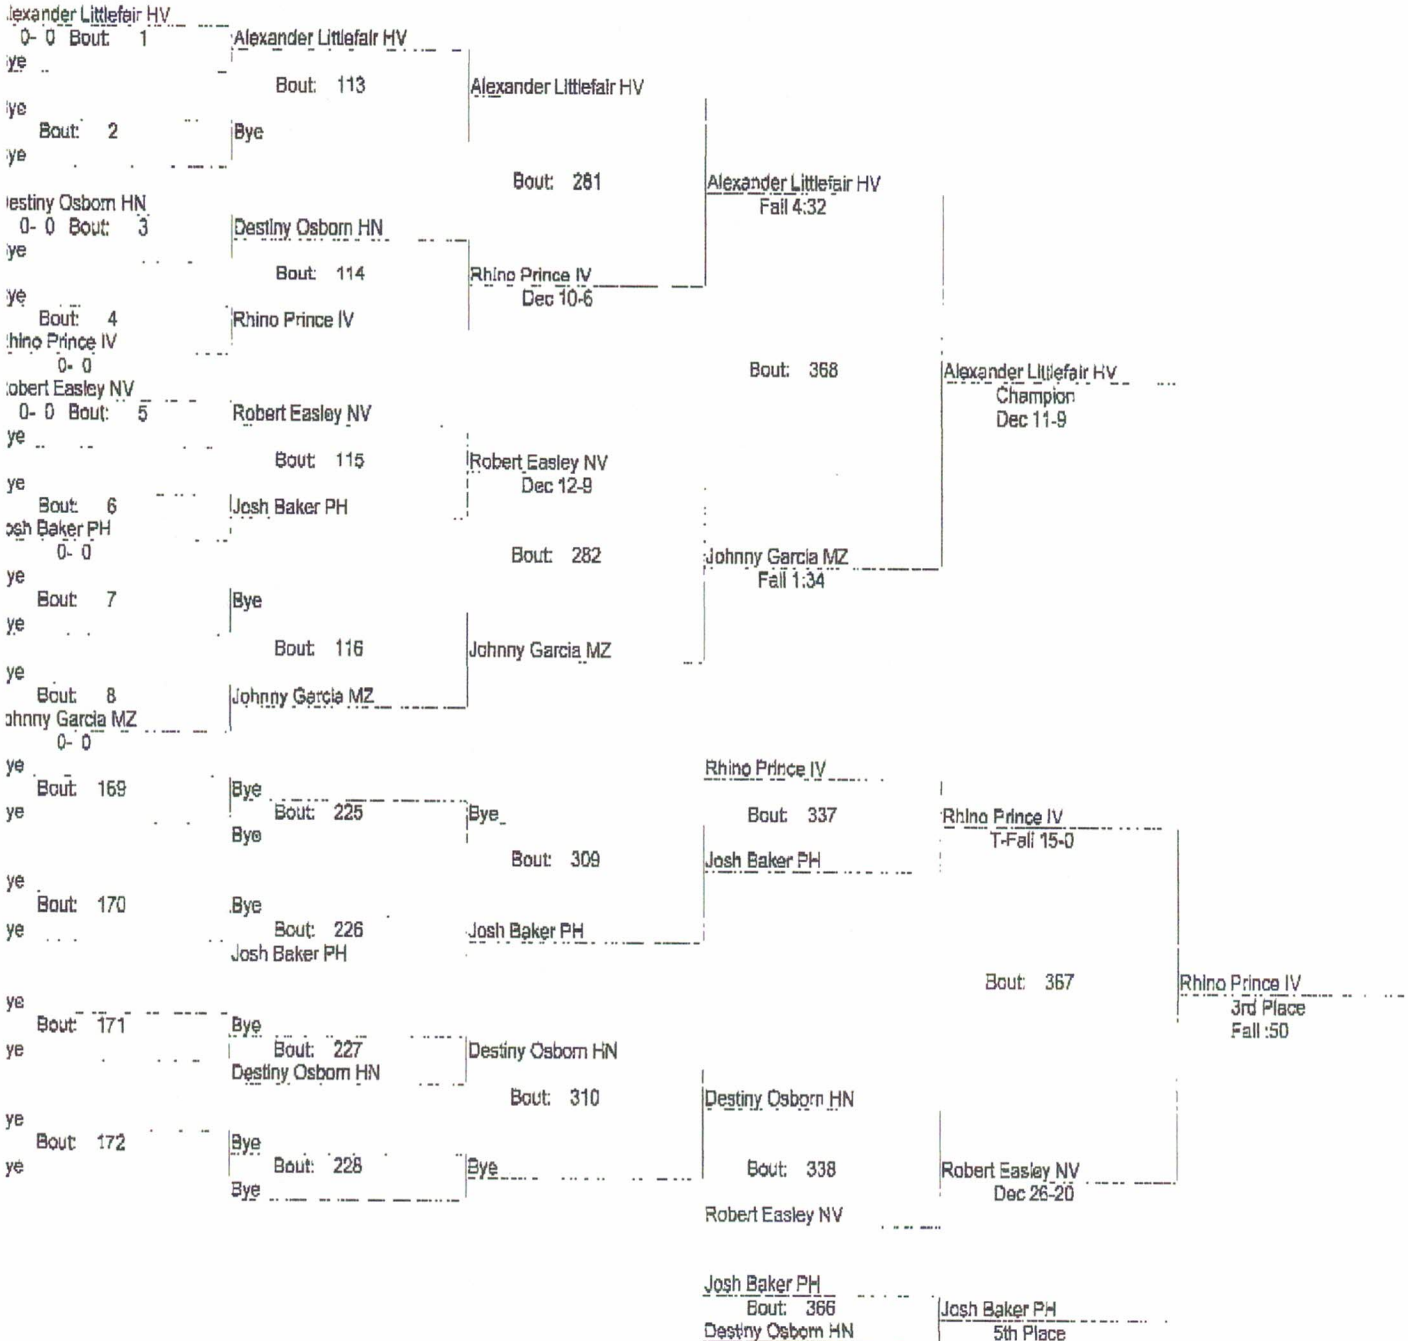 lexander Littlefair HV
0- 0 Bout: 1
Alexander Littlefair HV
ye
Bout: 113
Alexander Littlefair HV
ye
Bout: 2
Bye
ye
Bout: 281
Alexander Littlefair HV
Fall 4:32
estiny Osborn HN
0- 0 Bout: 3
Destiny Osborn HN
ye
Bout: 114
Rhino Prince IV
Dec 10-6
ye
Bout: 4
Rhino Prince IV
hino Prince IV
0- 0
Bout: 368
Alexander Littlefair HV
Champion
Dec 11-9
obert Easley NV
0- 0 Bout: 5
Robert Easley NV
ye
Bout: 115
Robert Easley NV
Dec 12-9
ye
Bout: 6
Josh Baker PH
osh Baker PH
0- 0
Bout: 282
Johnny Garcia MZ
Fall 1:34
ye
Bout: 7
Bye
ye
Bout: 116
Johnny Garcia MZ
ye
Bout: 8
Johnny Garcia MZ
ohnny Garcia MZ
0- 0
ye
Bout: 169
Bye
ye
Bout: 225
Bye
Bye
Rhino Prince IV
Bout: 337
Rhino Prince IV
T-Fall 15-0
Bout: 309
Josh Baker PH
ye
Bout: 170
Bye
ye
Bout: 226
Josh Baker PH
Josh Baker PH
Bout: 367
Rhino Prince IV
3rd Place
Fall :50
ye
Bout: 171
Bye
ye
Bout: 227
Destiny Osborn HN
Destiny Osborn HN
Bout: 310
Destiny Osborn HN
ye
Bout: 172
Bye
ye
Bout: 228
Bye
Bye
Bout: 338
Robert Easley NV
Dec 26-20
Robert Easley NV
Josh Baker PH
Bout: 366
Josh Baker PH
Destiny Osborn HN
5th Place